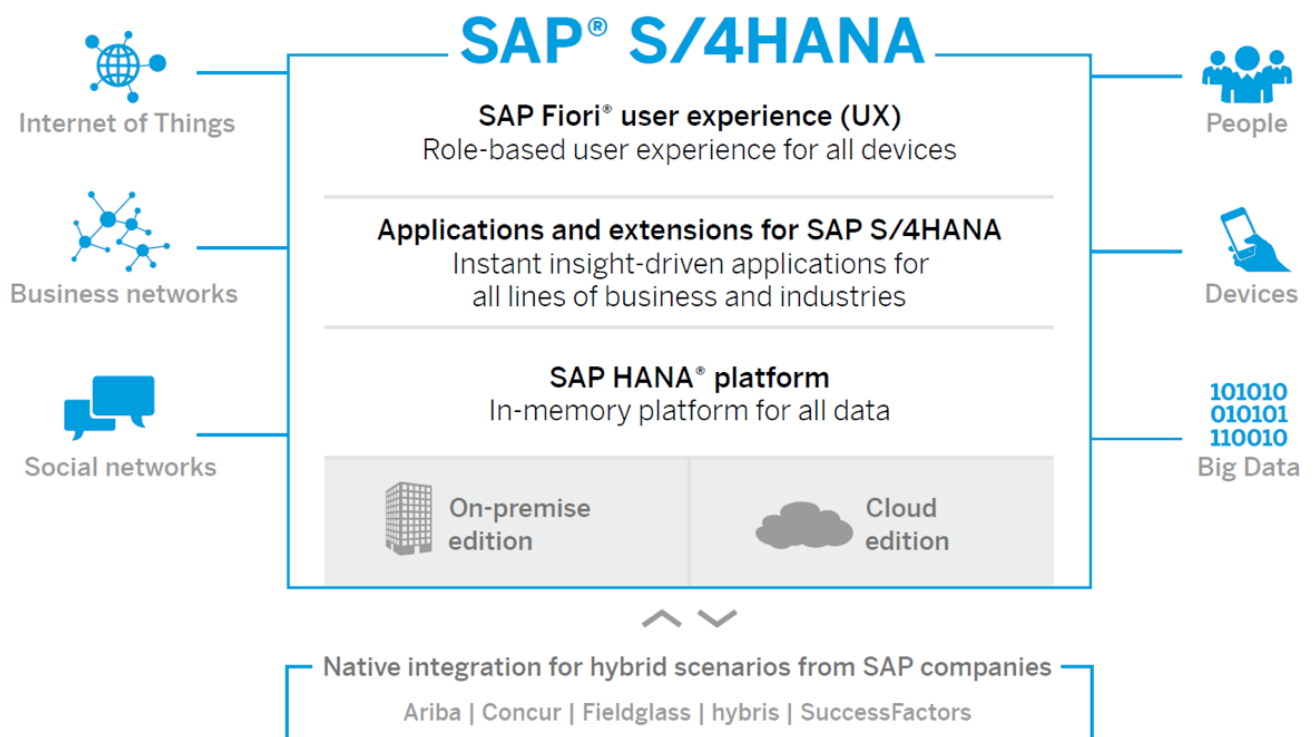 SAP® S/4HANA
Internet of Things
Business networks
Social networks
SAP Fiori® user experience (UX)
Role-based user experience for all devices
Applications and extensions for SAP S/4HANA
Instant insight-driven applications for
all lines of business and industries
SAP HANA® platform
In-memory platform for all data
On-premise
edition
Cloud
edition
People
Devices
101010
010101
110010
Big Data
Native integration for hybrid scenarios from SAP companies
Ariba | Concur | Fieldglass | hybris | SuccessFactors